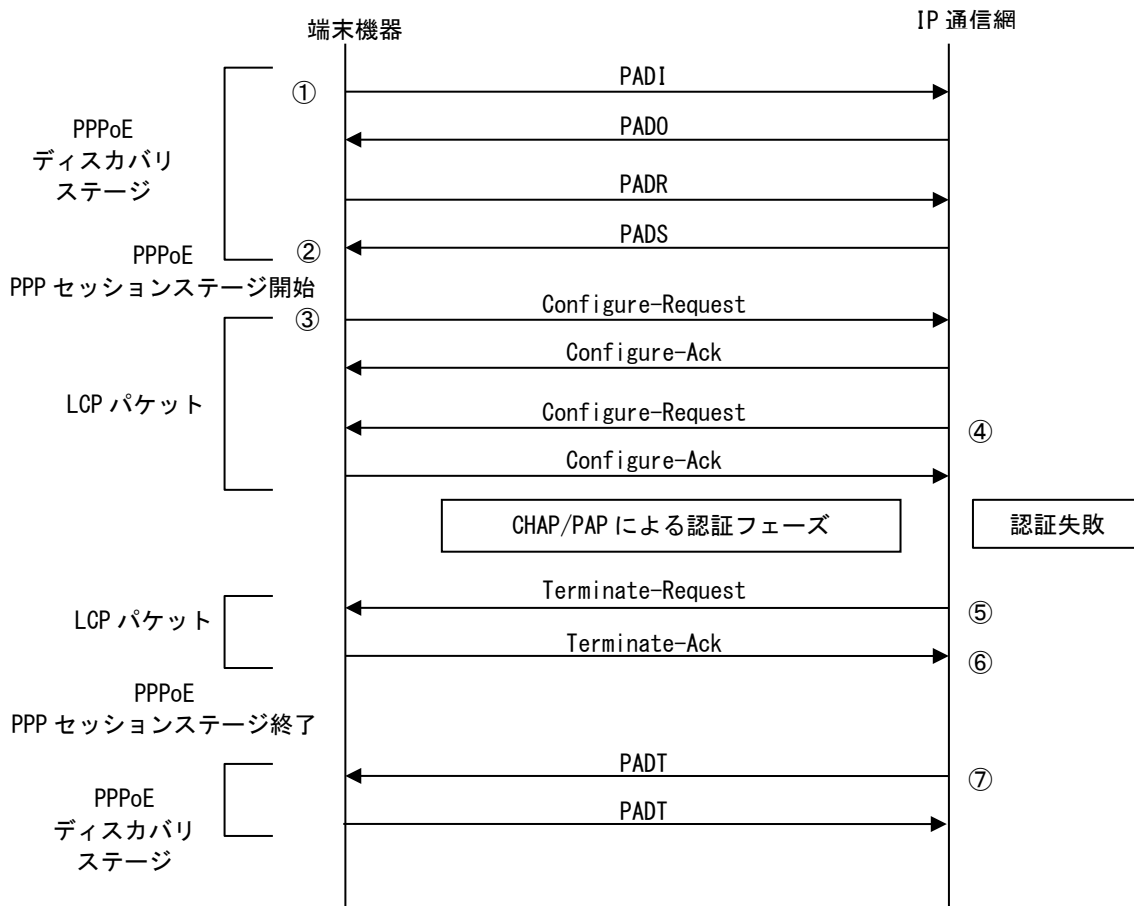 端末機器
IP 通信網
①
PADI
PADO
PPPoE
ディスカバリ
ステージ
PADR
②
PADS
PPPoE
PPP セッションステージ開始
③
Configure-Request
Configure-Ack
LCP パケット
Configure-Request
④
Configure-Ack
CHAP/PAP による認証フェーズ
認証失敗
Terminate-Request
⑤
LCP パケット
Terminate-Ack
⑥
PPPoE
PPP セッションステージ終了
PADT
⑦
PPPoE
ディスカバリ
ステージ
PADT